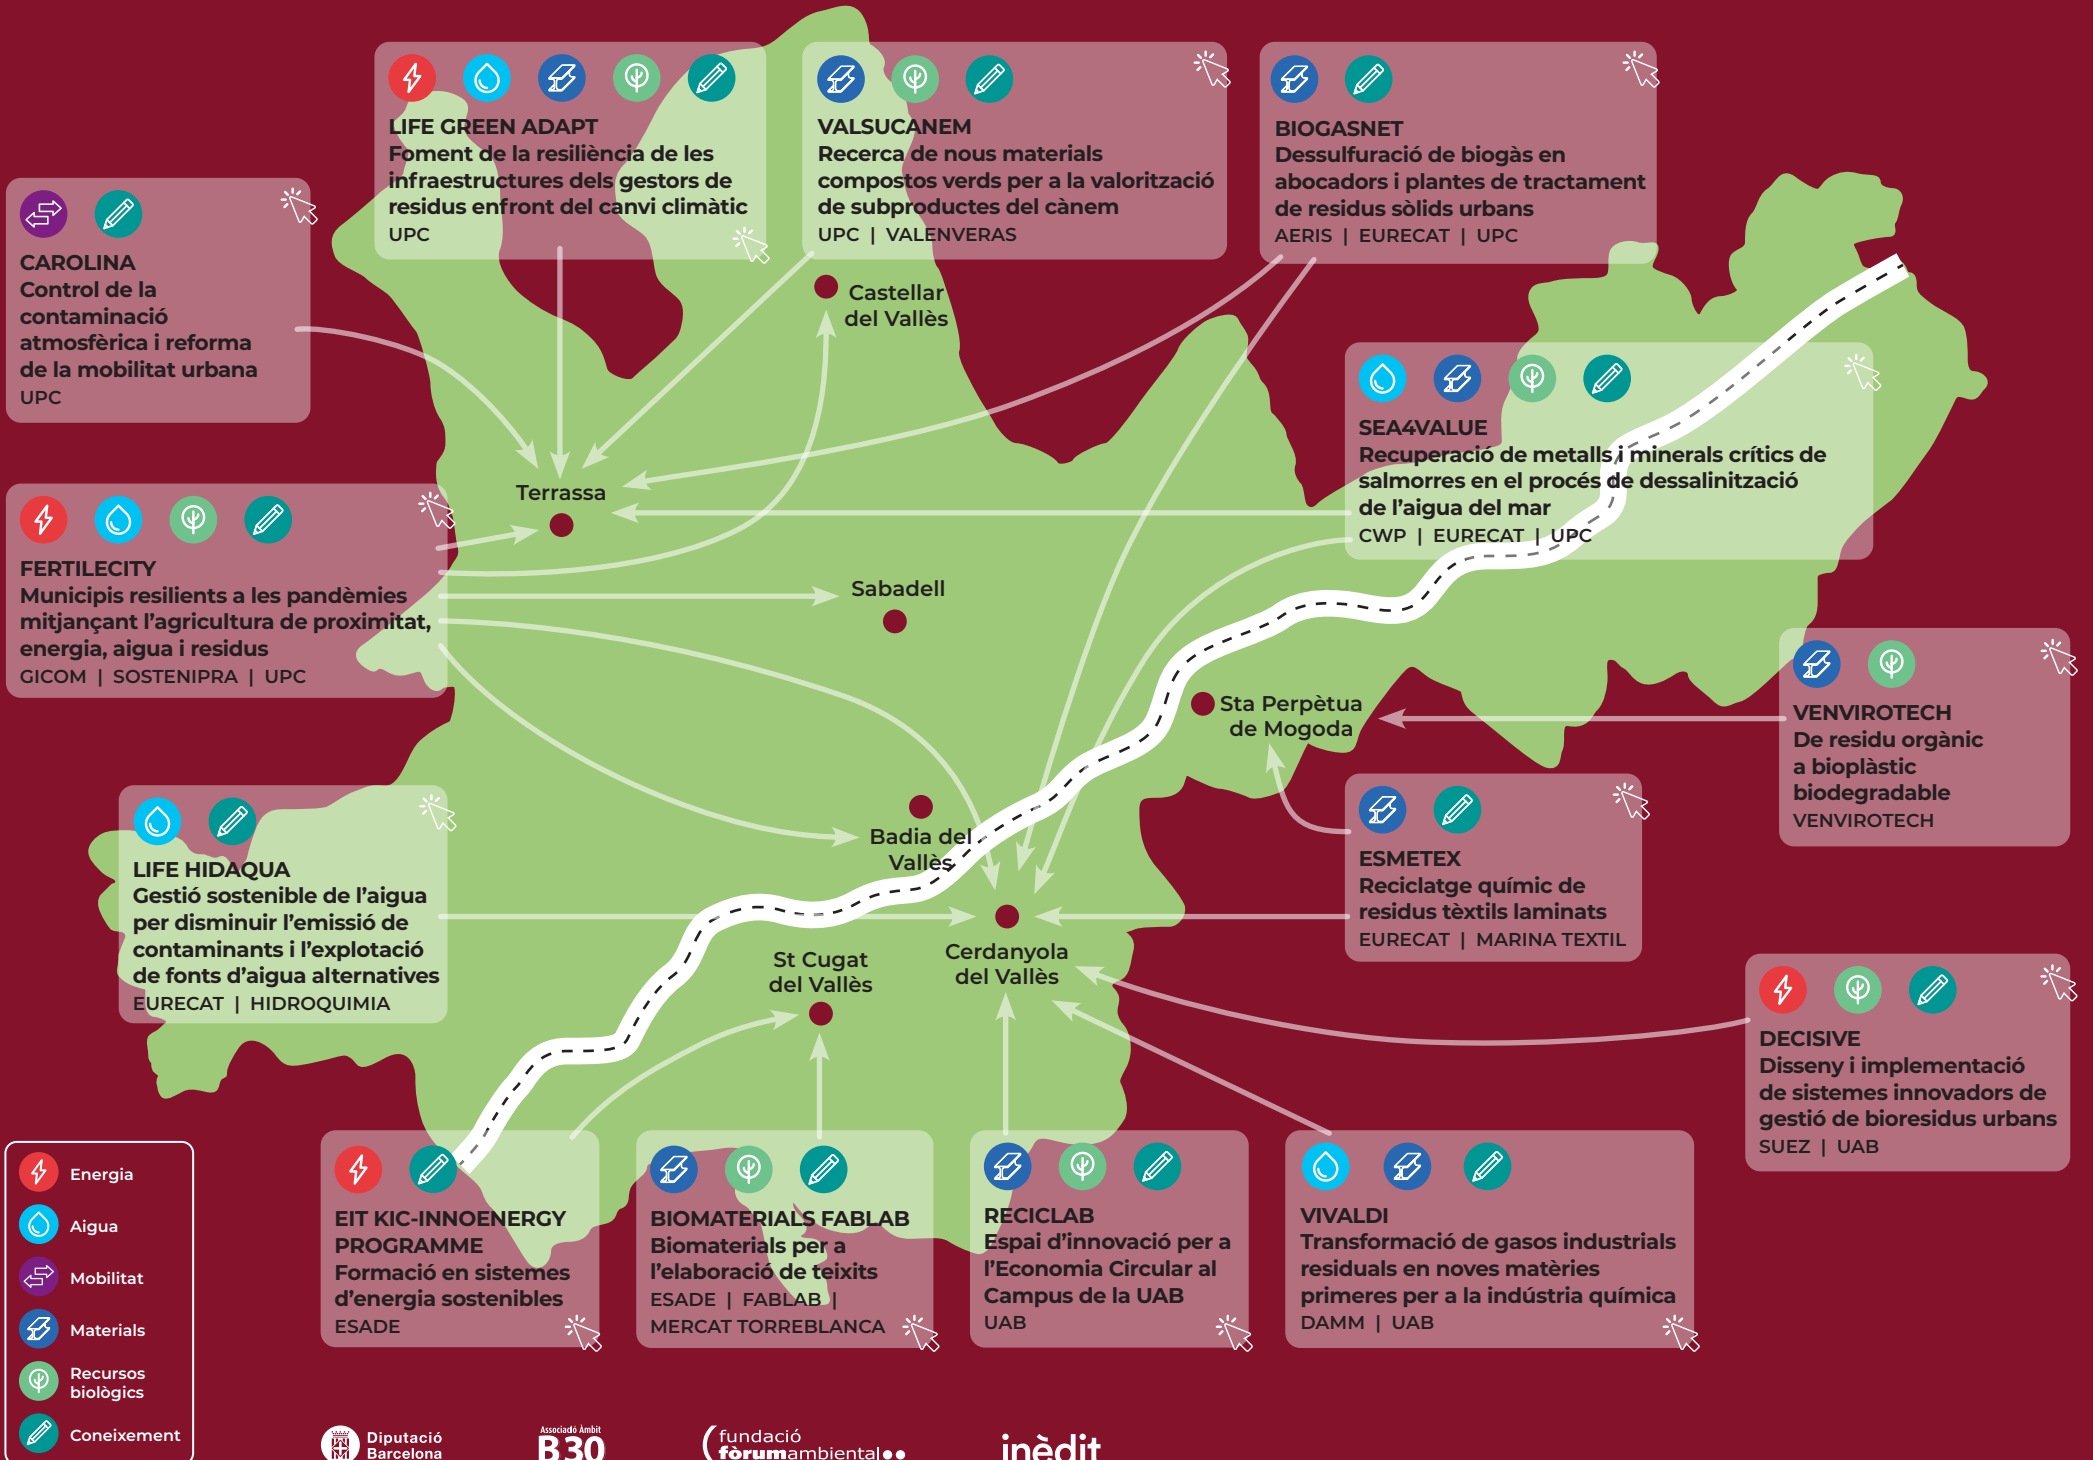 LIFE GREEN ADAPT
Foment de la resiliència de les
infraestructures dels gestors de
residus enfront del canvi climàtic
UPC
VALSUCANEM
Recerca de nous materials
compostos verds per a la valorització
de subproductes del cànem
UPC | VALENVERAS
BIOGASNET
Dessulfuració de biogàs en
abocadors i plantes de tractament
de residus sòlids urbans
AERIS | EURECAT | UPC
CAROLINA
Control de la
contaminació
atmosfèrica i reforma
de la mobilitat urbana
UPC
Castellar
del Vallès
SEA4VALUE
Recuperació de metalls i minerals crítics de
salmorres en el procés de dessalinització
de l'aigua del mar
CWP | EURECAT | UPC
Terrassa
FERTILECITY
Municipis resilients a les pandèmies
mitjançant l'agricultura de proximitat,
energia, aigua i residus
GICOM | SOSTENIPRA | UPC
Sabadell
Sta Perpètua
de Mogoda
VENVIROTECH
De residu orgànic
a bioplàstic
biodegradable
VENVIROTECH
Badia del
Vallès
LIFE HIDAQUA
Gestió sostenible de l'aigua
per disminuir l'emissió de
contaminants i l'explotació
de fonts d'aigua alternatives
EURECAT | HIDROQUIMIA
ESMETEX
Reciclatge químic de
residus tèxtils laminats
EURECAT | MARINA TEXTIL
St Cugat
del Vallès
Cerdanyola
del Vallès
DECISIVE
Disseny i implementació
de sistemes innovadors de
gestió de bioresidus urbans
SUEZ | UAB
EIT KIC-INNOENERGY
PROGRAMME
Formació en sistemes
d'energia sostenibles
ESADE
BIOMATERIALS FABLAB
Biomaterials per a
l'elaboració de teixits
ESADE | FABLAB |
MERCAT TORREBLANCA
RECICLAB
Espai d'innovació per a
l'Economia Circular al
Campus de la UAB
UAB
VIVALDI
Transformació de gasos industrials
residuals en noves matèries
primeres per a la indústria química
DAMM | UAB
Energia
Aigua
Mobilitat
Materials
Recursos
biològics
Coneixement
Diputació
Barcelona
Associació Àmbit
B30
fundació
fòrumambiental
inèdit